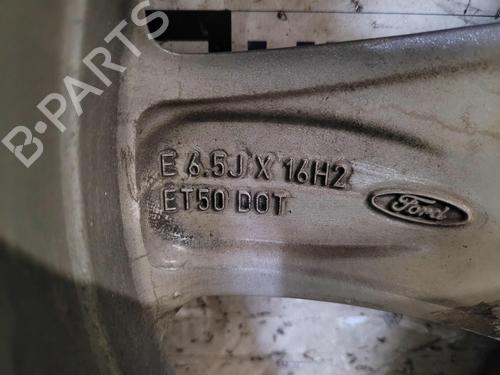 B-PARTS
E 6.5J X 16H2
ET50 DOT
Ford